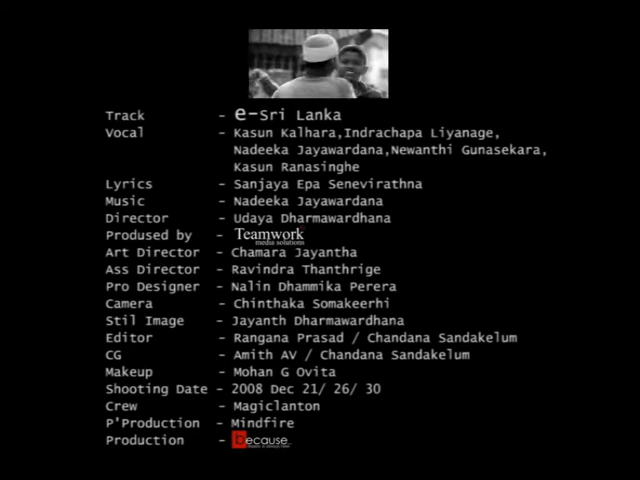 Track - e-Sri Lanka
Vocal - Kasun Kalhara,Indrachapa Liyanage,
Nadeeka Jayawardana,Newanthi Gunasekara,
Kasun Ranasinghe
Lyrics - Sanjaya Epa Senevirathna
Music - Nadeeka Jayawardana
Director - Udaya Dharmawardhana
Prodused by - Teamwork
media solutions
Art Director - Chamara Jayantha
Ass Director - Ravindra Thanthrige
Pro Designer - Nalin Dhammika Perera
Camera - Chinthaka Somakeerhi
Stil Image - Jayanth Dharmawardhana
Editor - Rangana Prasad / Chandana Sandakelum
CG - Amith AV / Chandana Sandakelum
Makeup - Mohan G Ovita
Shooting Date - 2008 Dec 21/ 26/ 30
Crew - Magiclanton
P'Production - Mindfire
Production - because